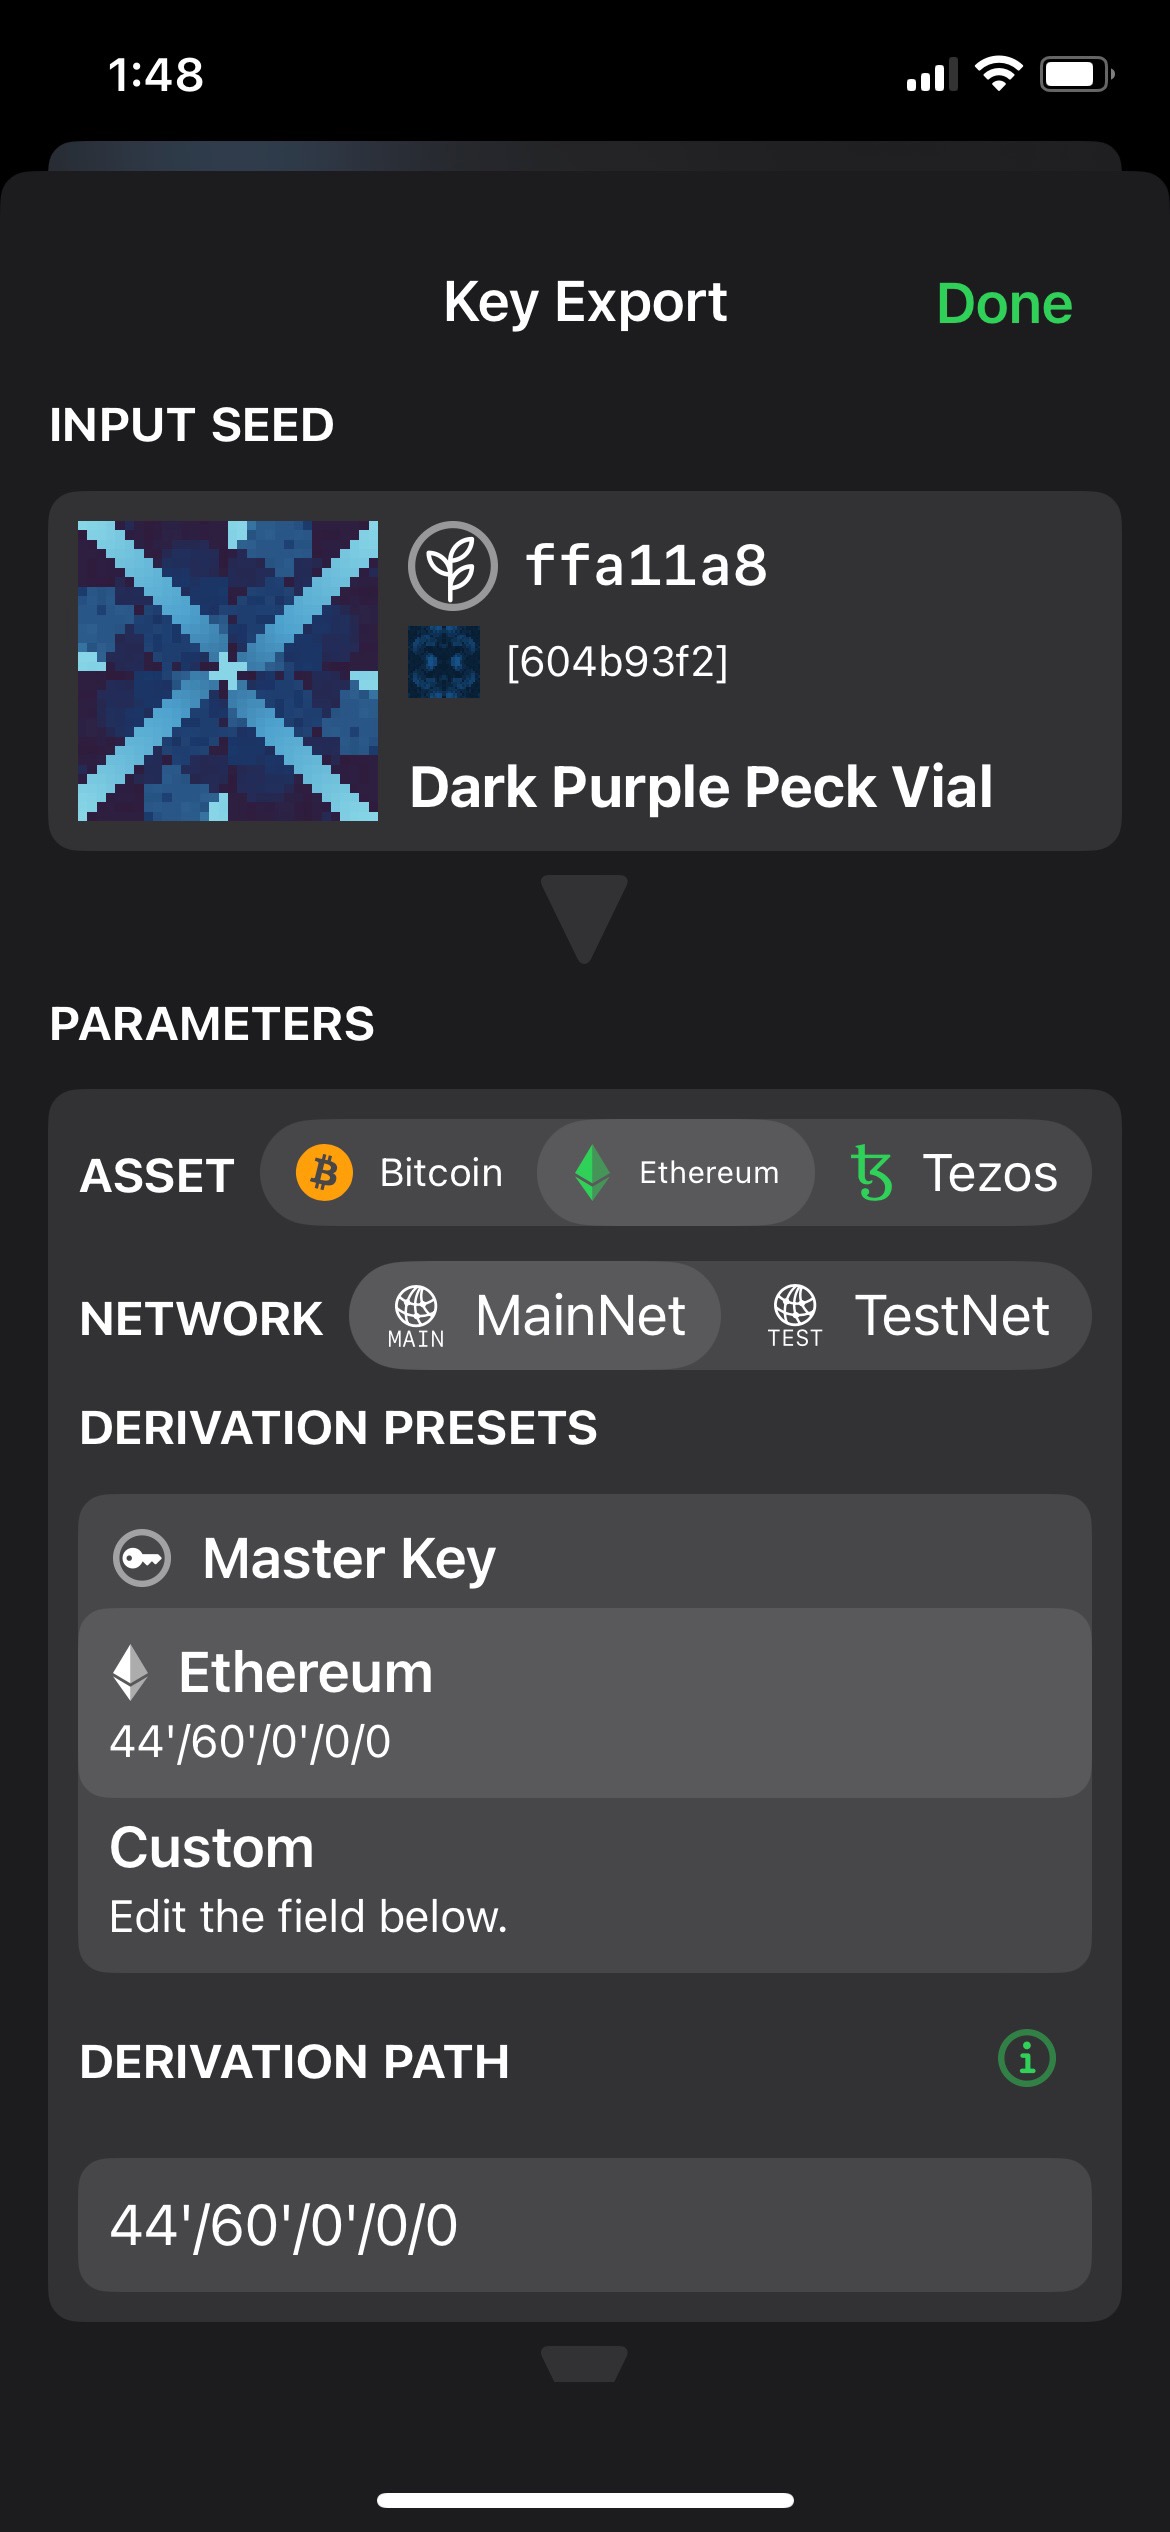 1:48
Key Export
Done
INPUT SEED
ffa11a8
[604b93f2]
Dark Purple Peck Vial
PARAMETERS
ASSET Bitcoin Ethereum Tezos
NETWORK MAIN MainNet TEST TestNet
DERIVATION PRESETS
Master Key
Ethereum
44'/60'/0'/0/0
Custom
Edit the field below.
DERIVATION PATH
44'/60'/0'/0/0